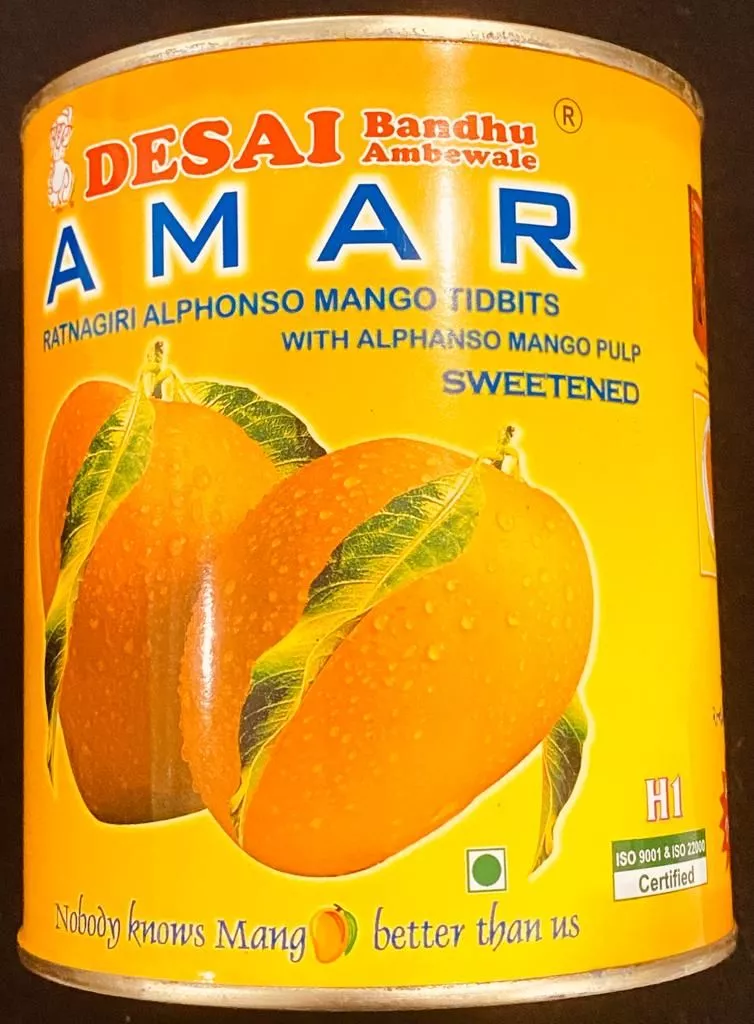 DESAI Bandhu Ambewale ®
AMAR
RATNAGIRI ALPHONSO MANGO TIDBITS
WITH ALPHANSO MANGO PULP
SWEETENED
H1
ISO 9001 & ISO 22000
Certified
Nobody knows Mang better than us